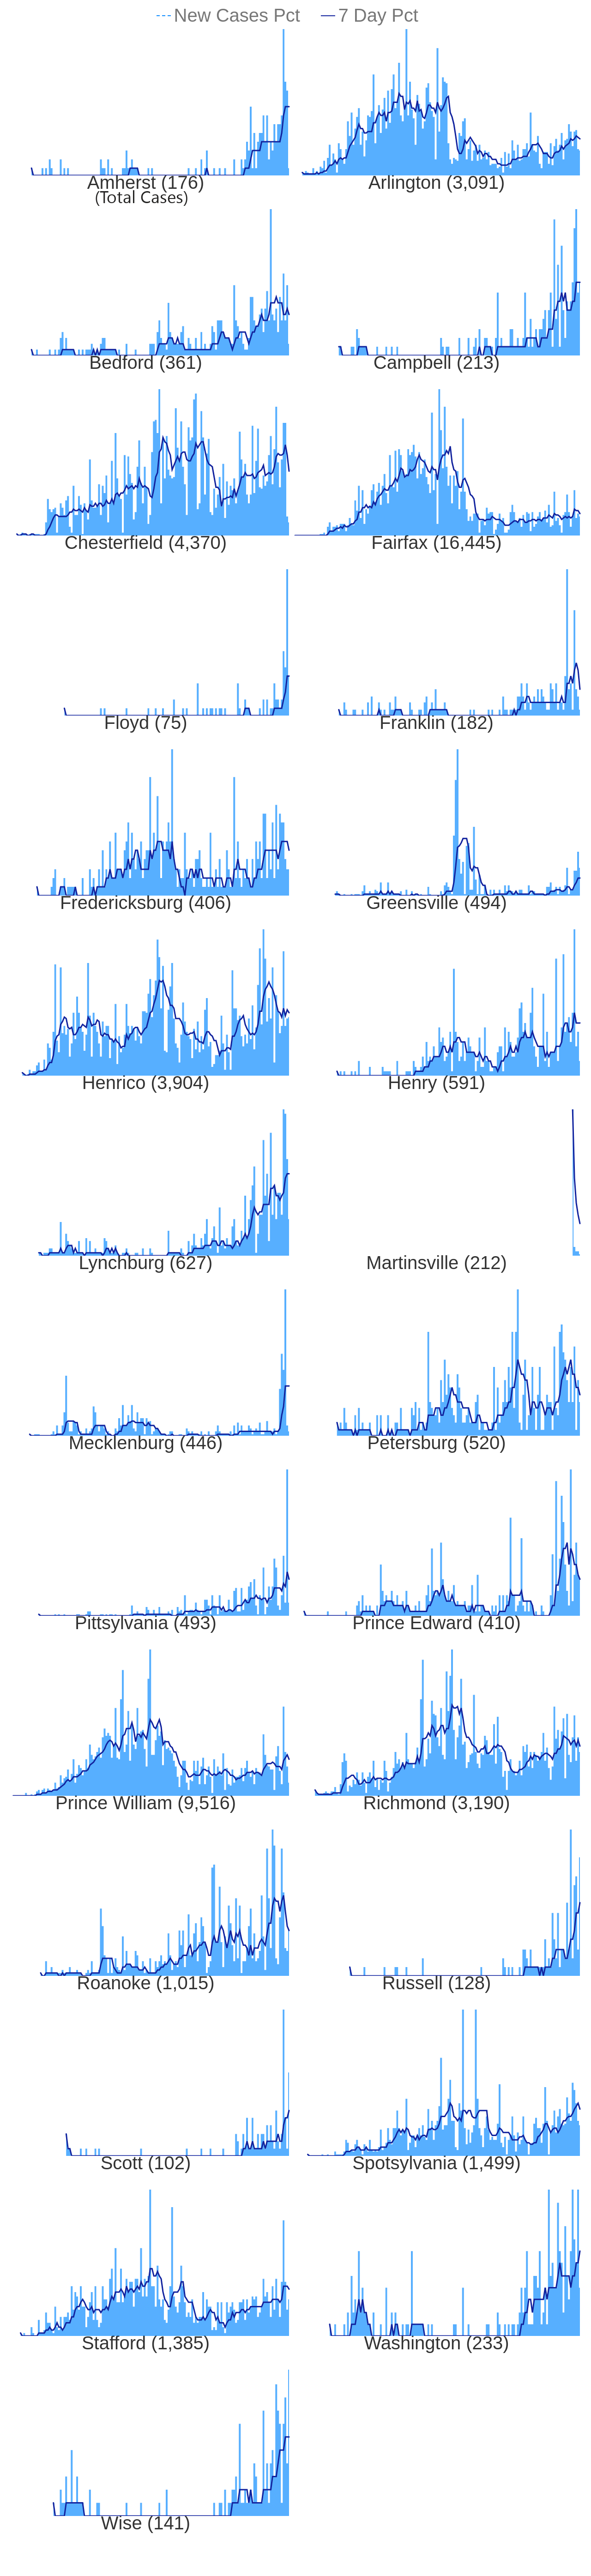 New Cases Pct 7 Day Pct
Amherst (176) Arlington (3,091)
(Total Cases)
Bedford (361) Campbell (213)
Chesterfield (4,370) Fairfax (16,445)
Floyd (75) Franklin (182)
Fredericksburg (406) Greensville (494)
Henrico (3,904) Henry (591)
Lynchburg (627) Martinsville (212)
Mecklenburg (446) Petersburg (520)
Pittsylvania (493) Prince Edward (410)
Prince William (9,516) Richmond (3,190)
Roanoke (1,015) Russell (128)
Scott (102) Spotsylvania (1,499)
Stafford (1,385) Washington (233)
Wise (141)